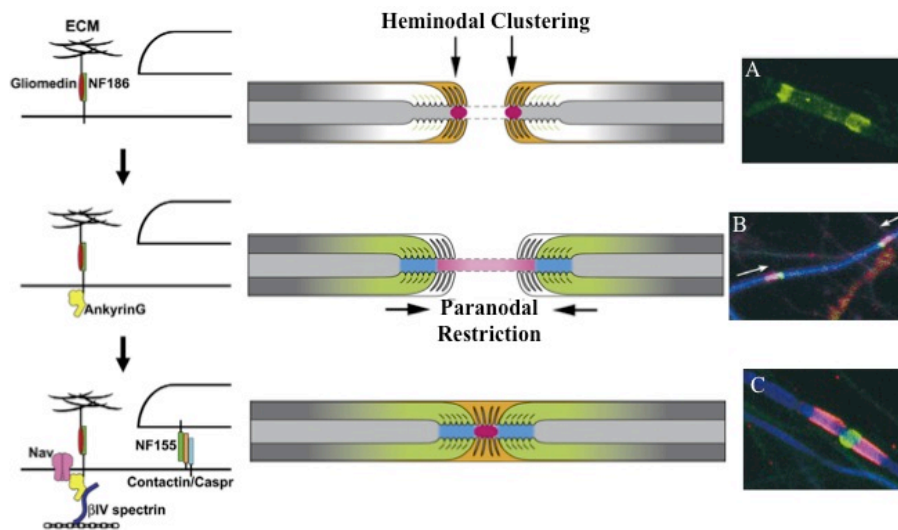 ECM
Gliomedin NF186
Heminodal Clustering
A
AnkyrinG
Paranodal
Restriction
B
Nav
NF155
Contactin/Caspr
βIV spectrin
C